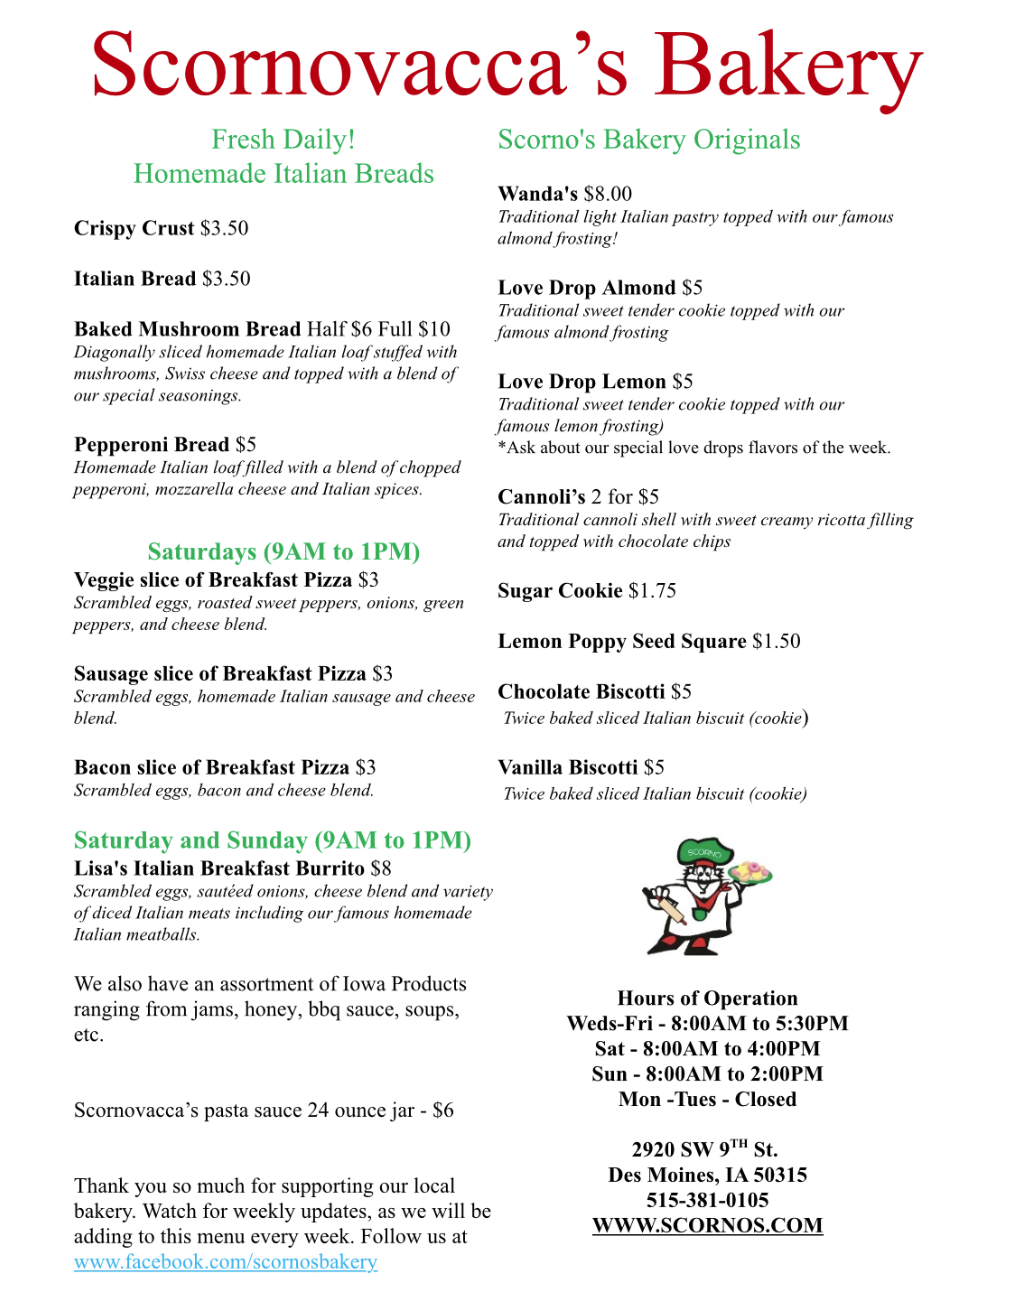 Scornovacca’s Bakery
Fresh Daily!
Homemade Italian Breads
Crispy Crust $3.50
Italian Bread $3.50
Baked Mushroom Bread Half $6 Full $10
Diagonally sliced homemade Italian loaf stuffed with
mushrooms, Swiss cheese and topped with a blend of
our special seasonings.
Pepperoni Bread $5
Homemade Italian loaf filled with a blend of chopped
pepperoni, mozzarella cheese and Italian spices.
Saturdays (9AM to 1PM)
Veggie slice of Breakfast Pizza $3
Scrambled eggs, roasted sweet peppers, onions, green
peppers, and cheese blend.
Sausage slice of Breakfast Pizza $3
Scrambled eggs, homemade Italian sausage and cheese
blend.
Bacon slice of Breakfast Pizza $3
Scrambled eggs, bacon and cheese blend.
Saturday and Sunday (9AM to 1PM)
Lisa's Italian Breakfast Burrito $8
Scrambled eggs, sautéed onions, cheese blend and variety
of diced Italian meats including our famous homemade
Italian meatballs.
We also have an assortment of Iowa Products
ranging from jams, honey, bbq sauce, soups,
etc.
Scornovacca’s pasta sauce 24 ounce jar - $6
Thank you so much for supporting our local
bakery. Watch for weekly updates, as we will be
adding to this menu every week. Follow us at
www.facebook.com/scornosbakery
Scorno's Bakery Originals
Wanda's $8.00
Traditional light Italian pastry topped with our famous
almond frosting!
Love Drop Almond $5
Traditional sweet tender cookie topped with our
famous almond frosting
Love Drop Lemon $5
Traditional sweet tender cookie topped with our
famous lemon frosting)
*Ask about our special love drops flavors of the week.
Cannoli’s 2 for $5
Traditional cannoli shell with sweet creamy ricotta filling
and topped with chocolate chips
Sugar Cookie $1.75
Lemon Poppy Seed Square $1.50
Chocolate Biscotti $5
Twice baked sliced Italian biscuit (cookie)
Vanilla Biscotti $5
Twice baked sliced Italian biscuit (cookie)
SCORNO
Hours of Operation
Weds-Fri - 8:00AM to 5:30PM
Sat - 8:00AM to 4:00PM
Sun - 8:00AM to 2:00PM
Mon -Tues - Closed
2920 SW 9TH St.
Des Moines, IA 50315
515-381-0105
WWW.SCORNOS.COM